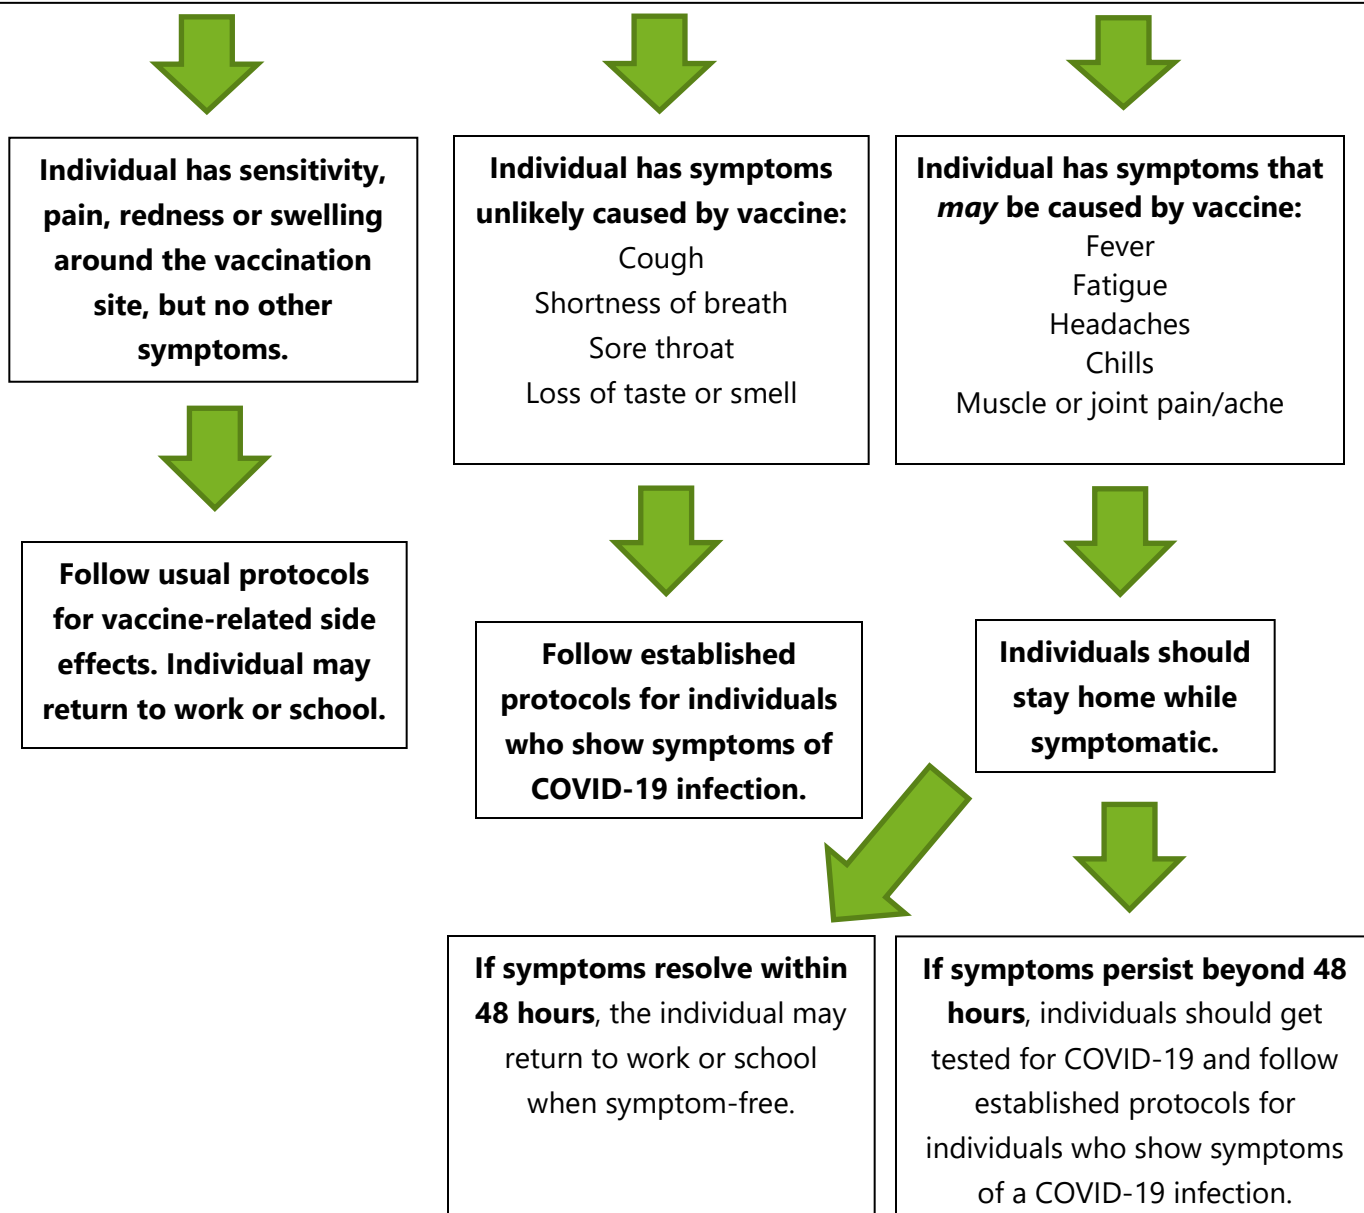 Individual has sensitivity,
pain, redness or swelling
around the vaccination
site, but no other
symptoms.
Individual has symptoms
unlikely caused by vaccine:
Cough
Shortness of breath
Sore throat
Loss of taste or smell
Individual has symptoms that
may be caused by vaccine:
Fever
Fatigue
Headaches
Chills
Muscle or joint pain/ache
Follow usual protocols
for vaccine-related side
effects. Individual may
return to work or school.
Follow established
protocols for individuals
who show symptoms of
COVID-19 infection.
Individuals should
stay home while
symptomatic.
If symptoms resolve within
48 hours, the individual may
return to work or school
when symptom-free.
If symptoms persist beyond 48
hours, individuals should get
tested for COVID-19 and follow
established protocols for
individuals who show symptoms
of a COVID-19 infection.